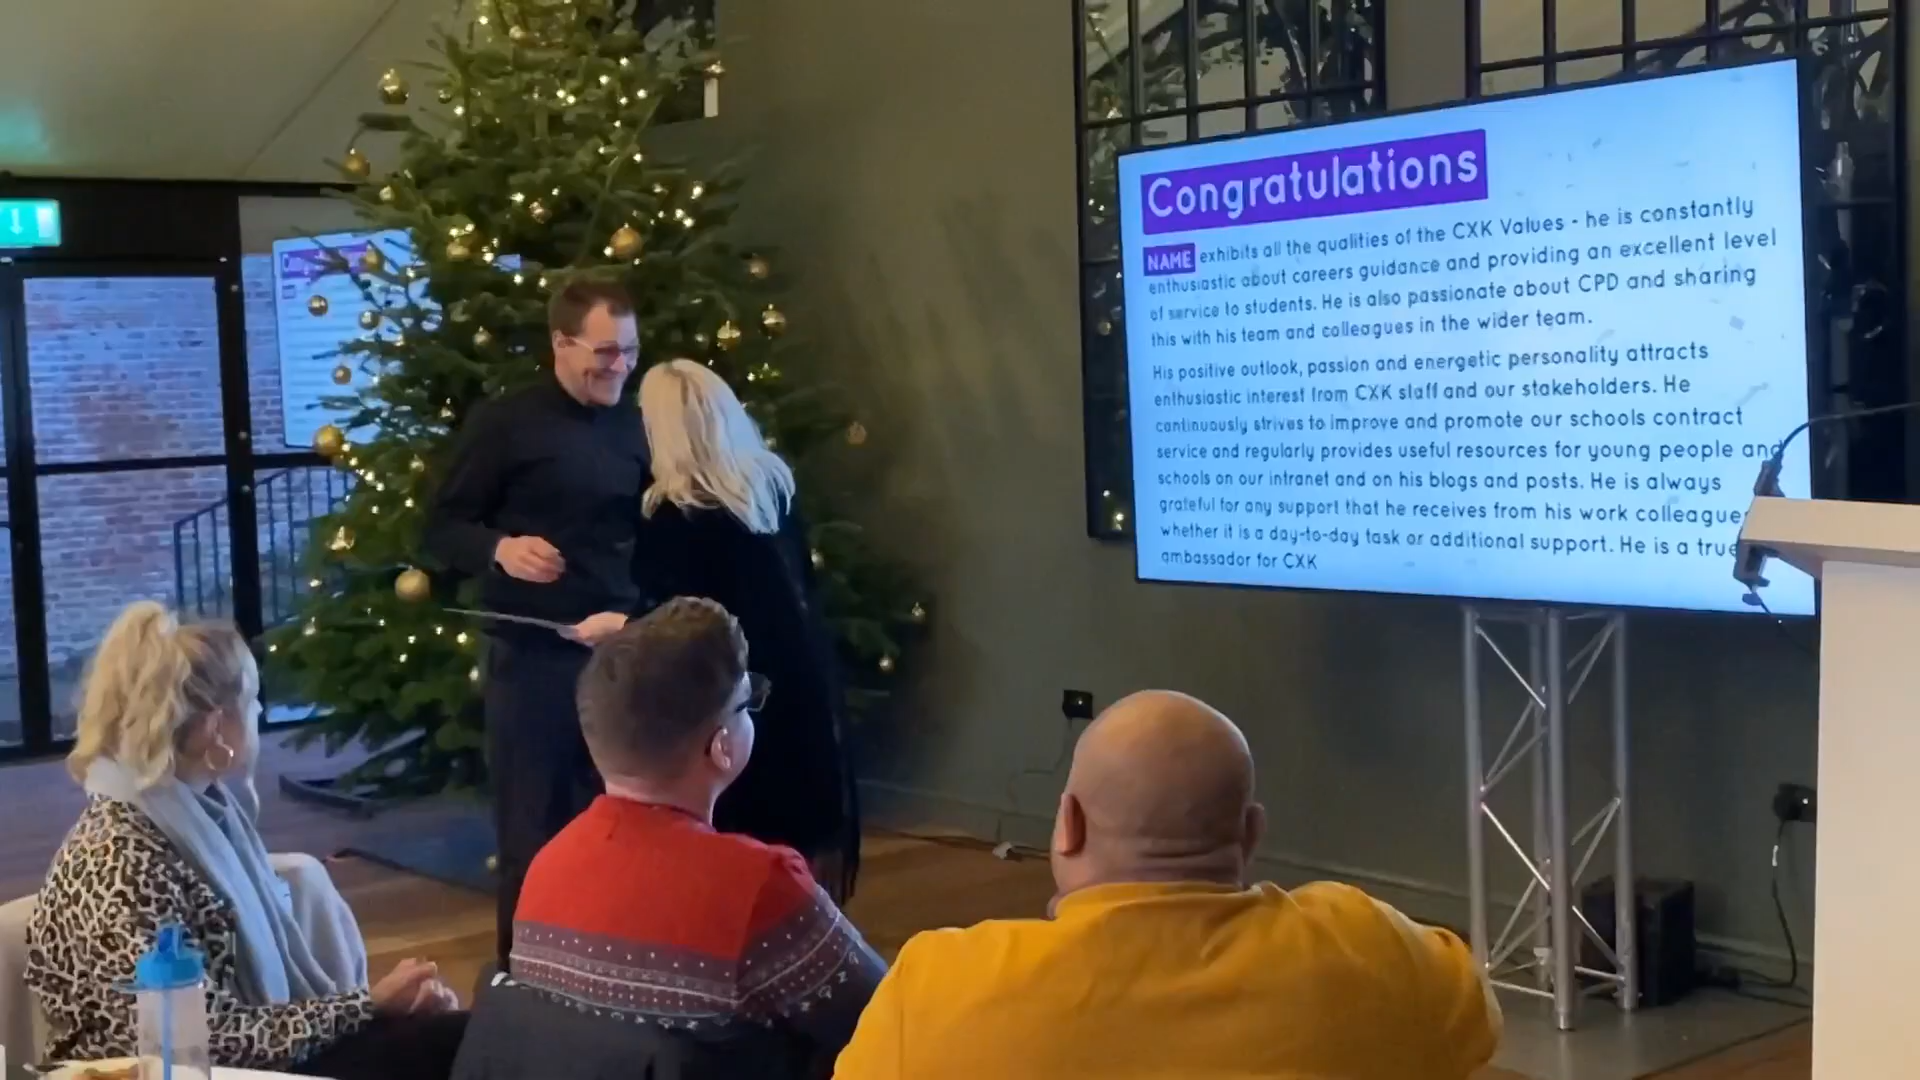 Congratulations
NAME exhibits all the qualities of the CXK Values - he is constantly
enthusiastic about careers guidance and providing an excellent level
of service to students. He is also passionate about CPD and sharing
this with his team and colleagues in the wider team.
His positive outlook, passion and energetic personality attracts
enthusiastic interest from CXK staff and our stakeholders. He
continuously strives to improve and promote our schools contract
service and regularly provides useful resources for young people and
schools on our intranet and on his blogs and posts. He is always
grateful for any support that he receives from his work colleague
whether it is a day-to-day task or additional support. He is a true
ambassador for CXK